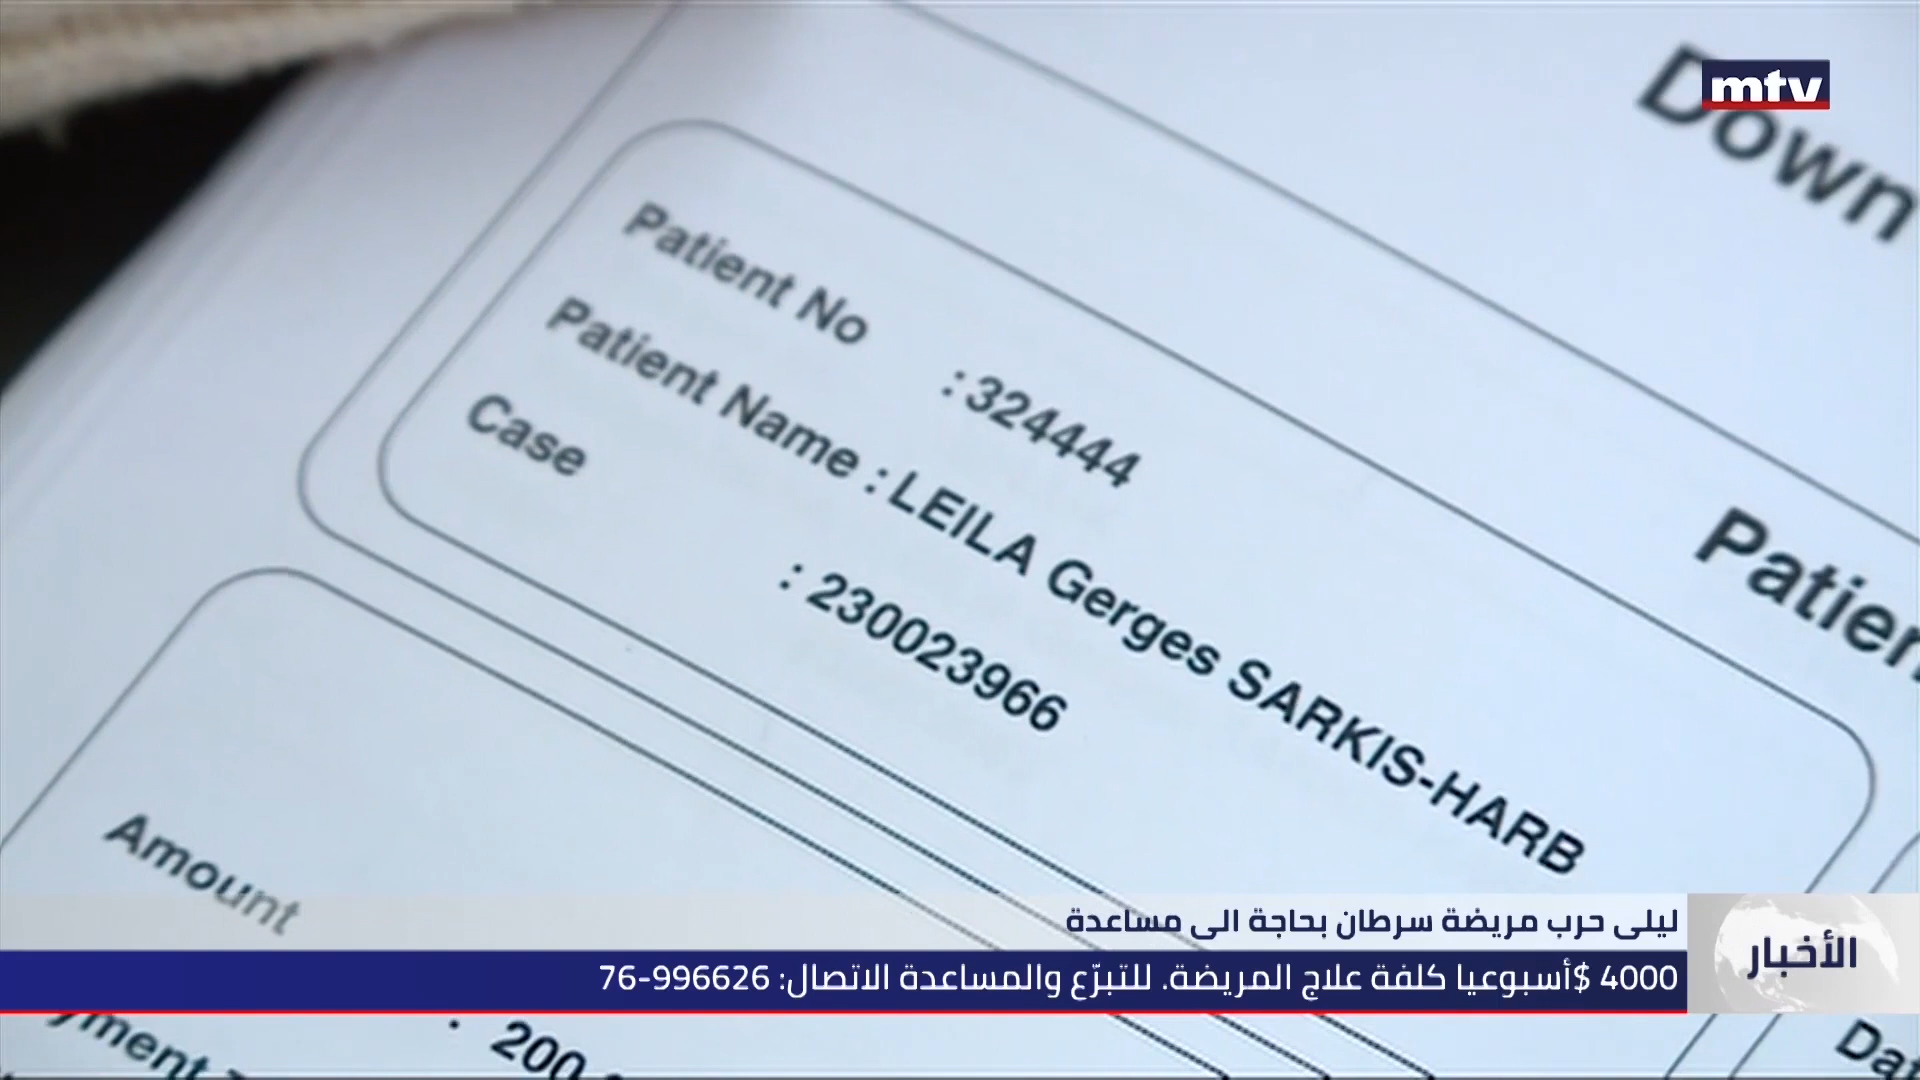 mtv
Down
Patient No : 324444
Patient Name : LEILA Gerges SARKIS-HARB
Case : 230023966
Amount
ليلى حرب مريضة سرطان بحاجة الى مساعدة
الأخبار
4000 $أسبوعيا كلفة علاج المريضة. للتبرّع والمساعدة الاتصال: 996626-76
: 200